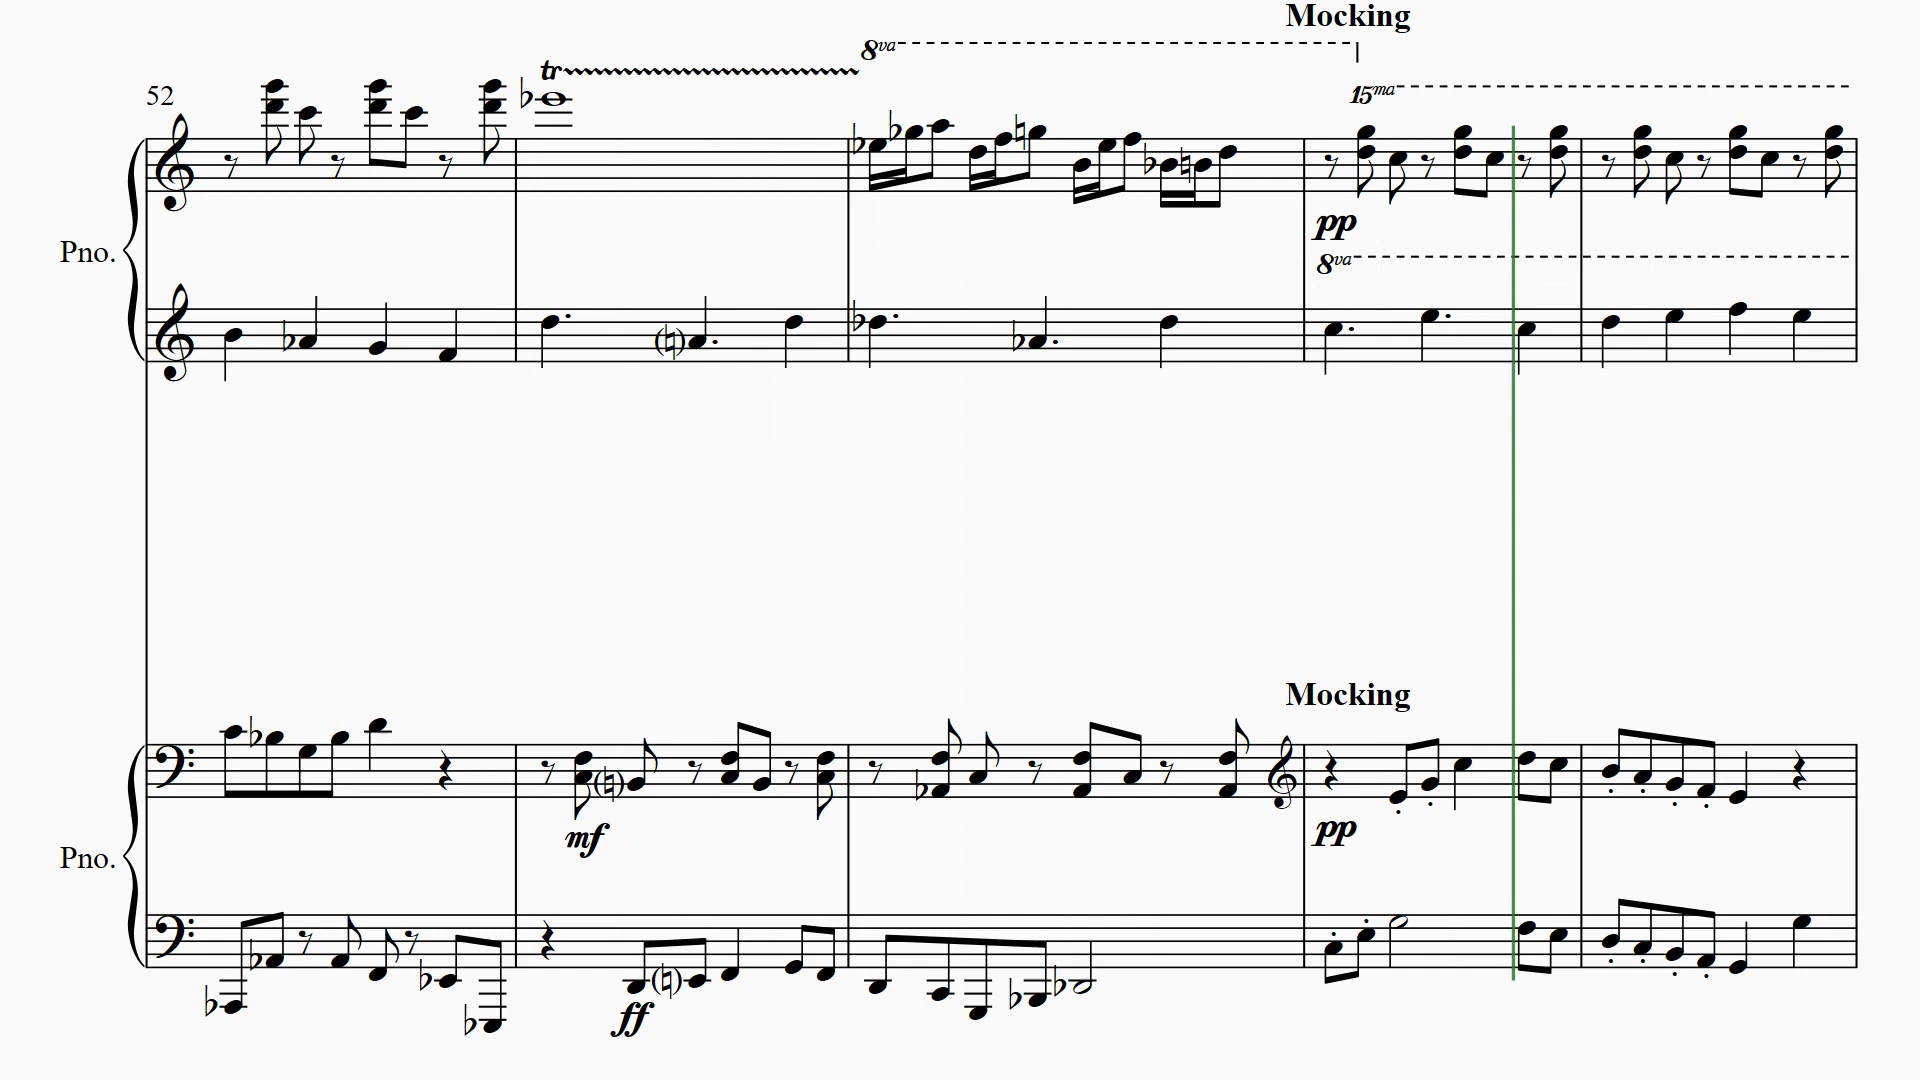 Mocking
8va
tr
15ma
52
pp
Pno.
8va
Mocking
pp
mf
Pno.
ff